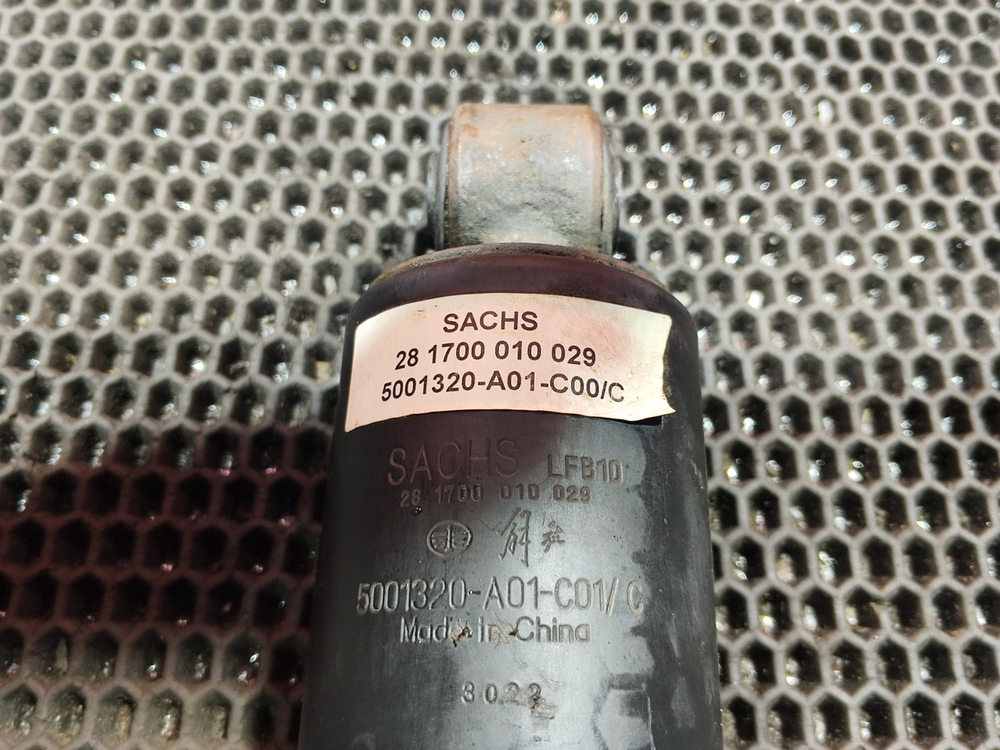 SACHS
28 1700 010 029
5001320-A01-C00/C
SACHS LFB10
28 1700 010 029
解放
5001320-A01-C01/C
Made in China
3022